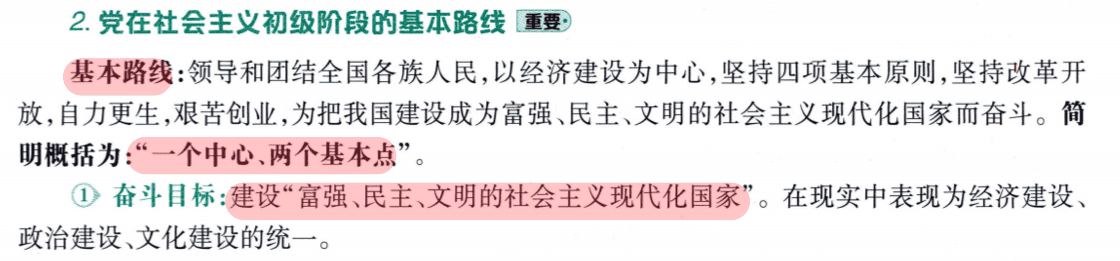 2. 党在社会主义初级阶段的基本路线 重要
基本路线:领导和团结全国各族人民,以经济建设为中心,坚持四项基本原则,坚持改革开
放,自力更生,艰苦创业,为把我国建设成为富强、民主、文明的社会主义现代化国家而奋斗。简
明概括为:“一个中心、两个基本点”。
① 奋斗目标:建设“富强、民主、文明的社会主义现代化国家”。在现实中表现为经济建设、
政治建设、文化建设的统一。